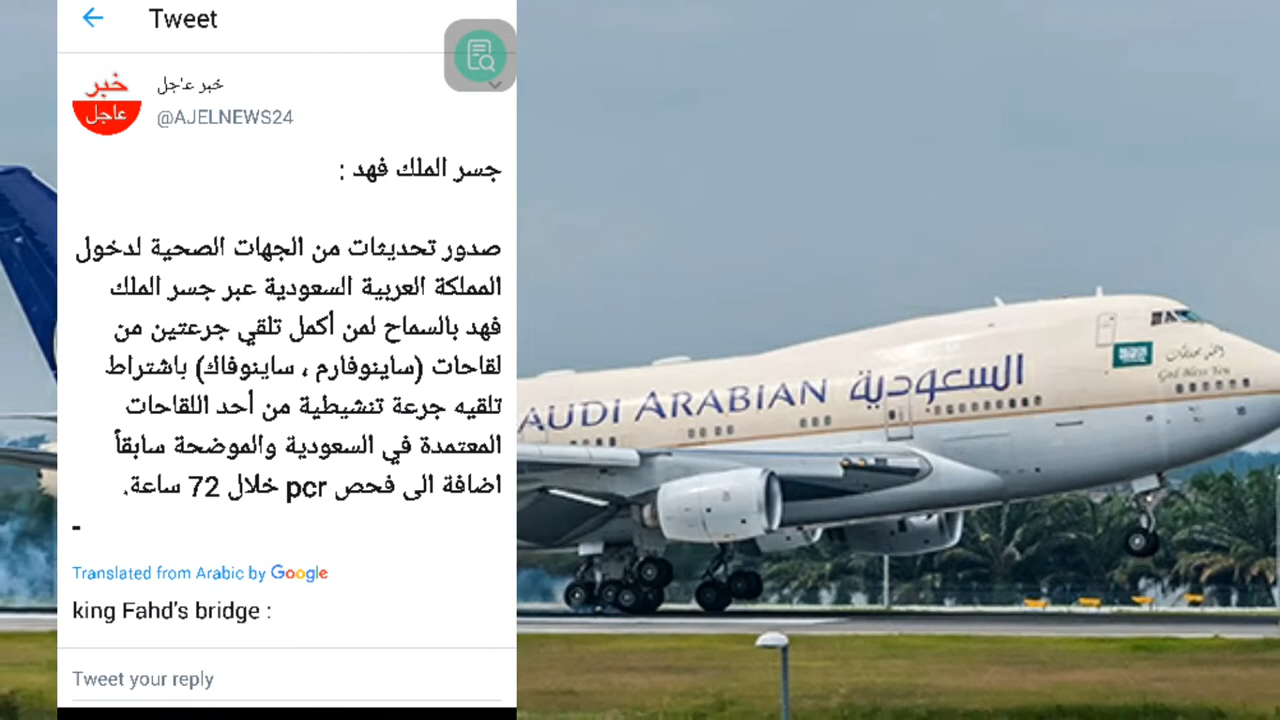 Tweet
خبر
عاجل
خبر عاجل
@AJELNEWS24
جسر الملك فهد :
صدور تحديثات من الجهات الصحية لدخول
المملكة العربية السعودية عبر جسر الملك
فهد بالسماح لمن أكمل تلقي جرعتين من
لقاحات (ساينوفارم ، ساينوفاك) باشتراط
تلقيه جرعة تنشيطية من أحد اللقاحات
المعتمدة في السعودية والموضحة سابقاً
اضافة الى فحص pcr خلال 72 ساعة.
-
Translated from Arabic by Google
king Fahd's bridge :
Tweet your reply
AUDI ARABIAN السعودية
God Bless You